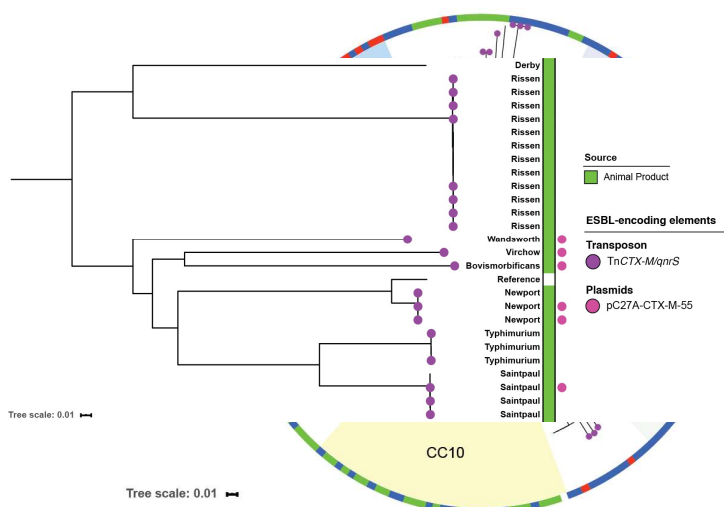 Derby
Rissen
Rissen
Rissen
Rissen
Rissen
Rissen
Rissen
Rissen
Rissen
Rissen
Rissen
Rissen
Wandsworth
Virchow
Bovismorbificans
Reference
Newport
Newport
Newport
Typhimurium
Typhimurium
Typhimurium
Saintpaul
Saintpaul
Saintpaul
Saintpaul
Source
Animal Product
ESBL-encoding elements
Transposon
TnCTX-M/qnrS
Plasmids
pC27A-CTX-M-55
Tree scale: 0.01
CC10
Tree scale: 0.01